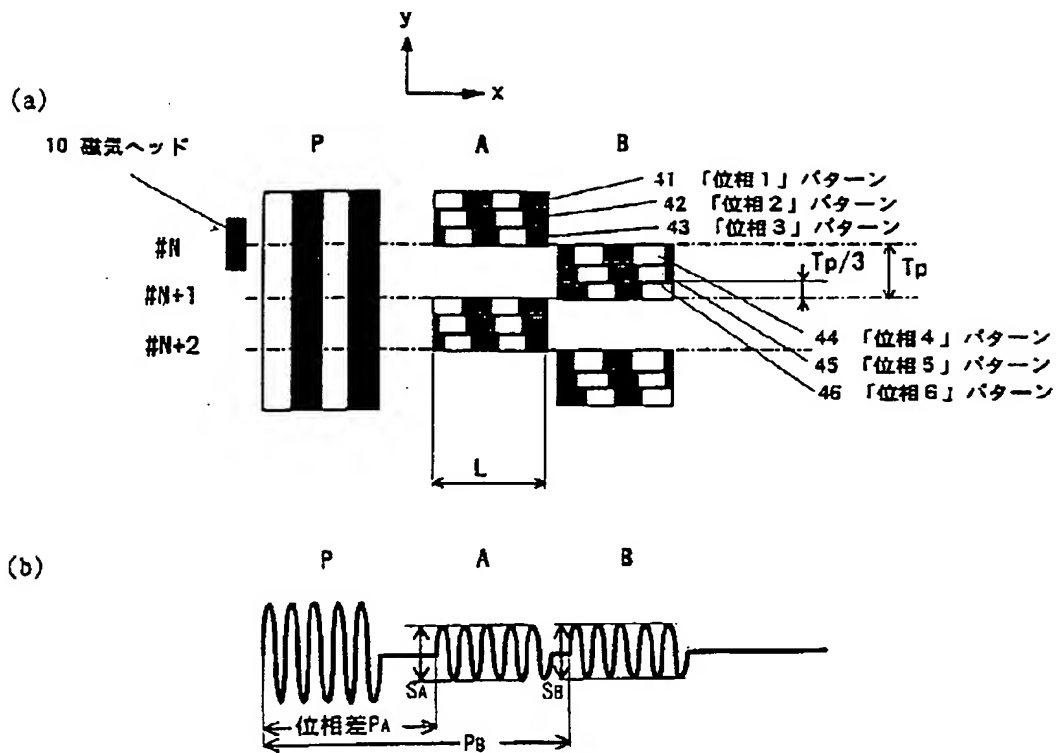 y
x
(a)
10 磁気ヘッド
P
A
B
41 「位相1」パターン
42 「位相2」パターン
43 「位相3」パターン
#N
Tp/3
Tp
#N+1
#N+2
44 「位相4」パターン
45 「位相5」パターン
46 「位相6」パターン
L
(b)
P
A
B
SA
SB
位相差PA
PB